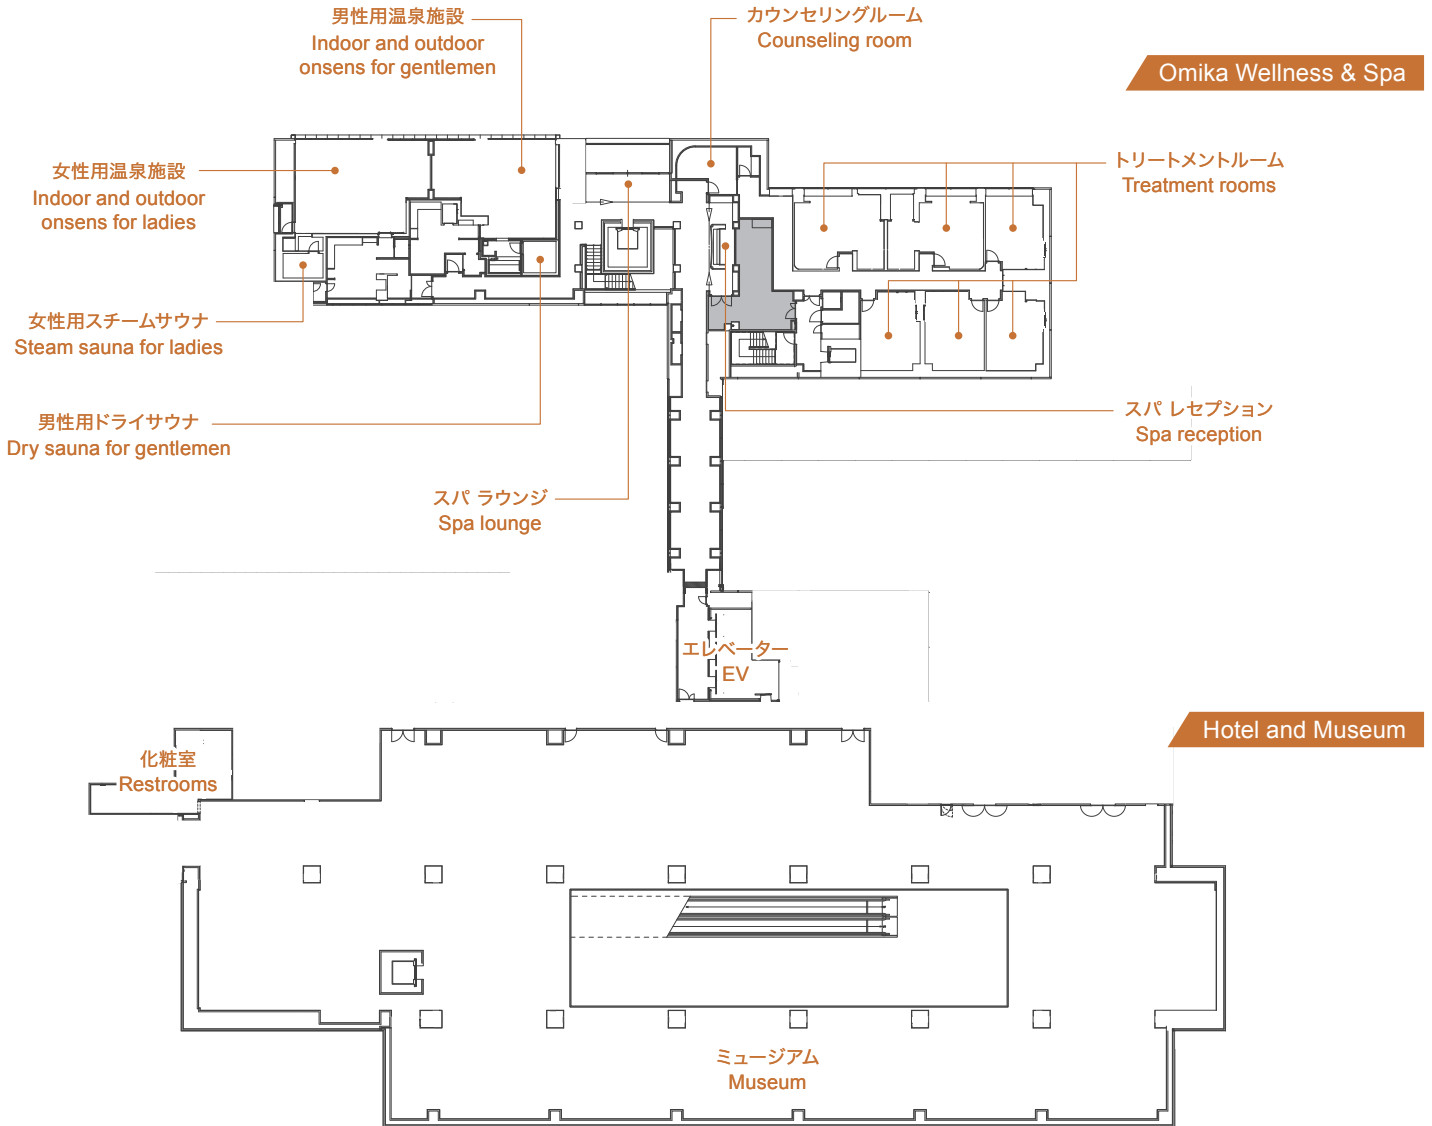 男性用温泉施設
Indoor and outdoor
onsens for gentlemen
カウンセリングルーム
Counseling room
Omika Wellness & Spa
女性用温泉施設
Indoor and outdoor
onsens for ladies
トリートメントルーム
Treatment rooms
女性用スチームサウナ
Steam sauna for ladies
男性用ドライサウナ
Dry sauna for gentlemen
スパ レセプション
Spa reception
スパ ラウンジ
Spa lounge
エレベーター
EV
Hotel and Museum
化粧室
Restrooms
ミュージアム
Museum